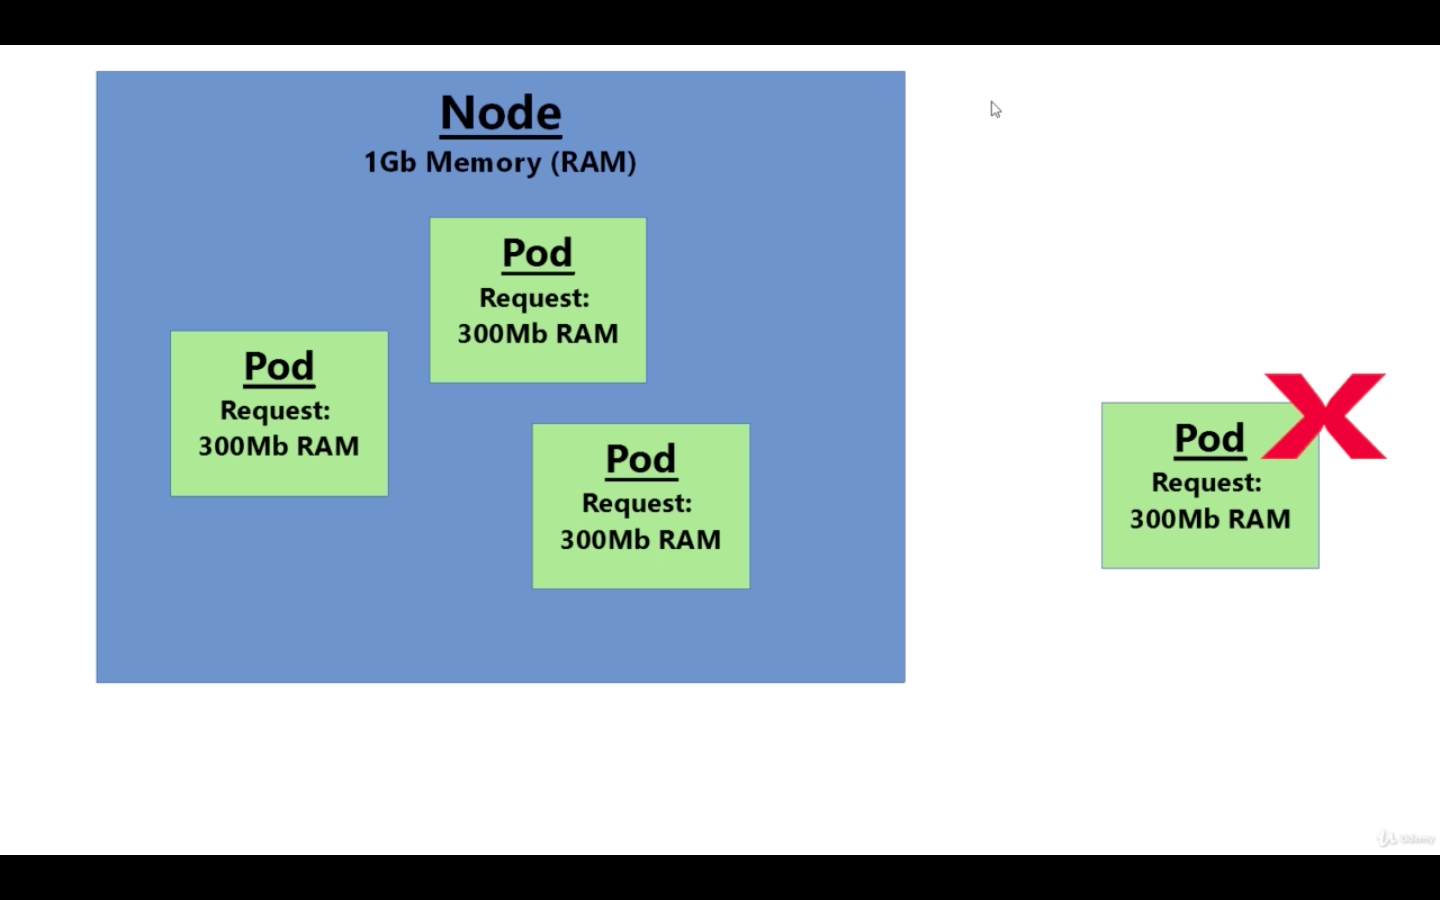 Node
1Gb Memory (RAM)
Pod
Request:
300Mb RAM
Pod
Request:
300Mb RAM
Pod
Request:
300Mb RAM
Pod
Request:
300Mb RAM
Udemy